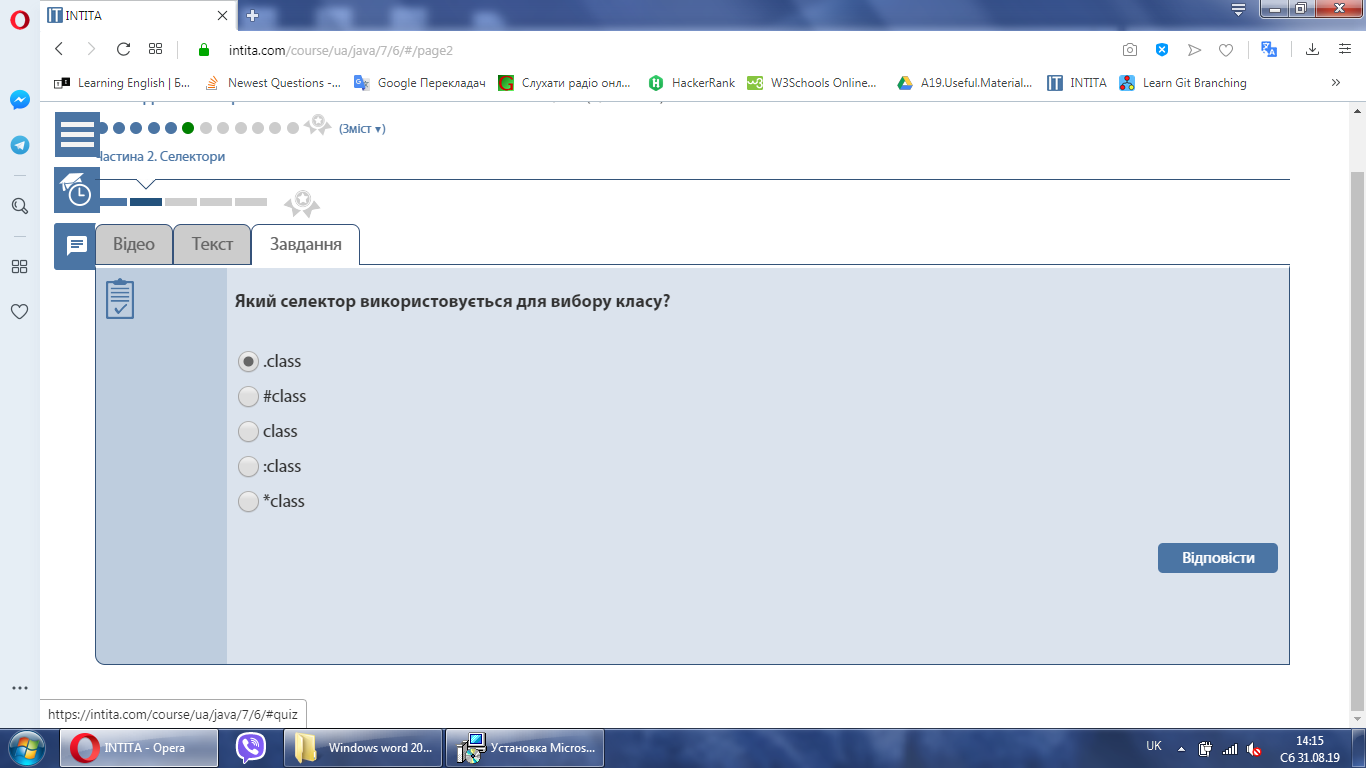 INTITA
intita.com/course/ua/java/7/6/#/page2
Learning English | Б...
Newest Questions -...
Google Перекладач
Слухати радіо онл...
HackerRank
W3Schools Online...
A19.Useful.Material...
INTITA
Learn Git Branching
(Зміст ▾)
Частина 2. Селектори
Відео
Текст
Завдання
Який селектор використовується для вибору класу?
.class
#class
class
:class
*class
Відповісти
https://intita.com/course/ua/java/7/6/#quiz
INTITA - Opera
Windows word 20...
Установка Micros...
UK
14:15
Сб 31.08.19